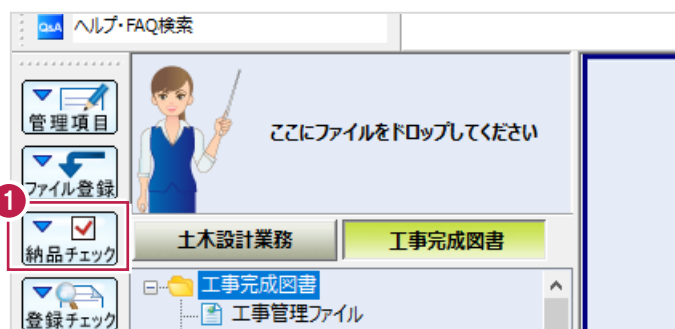 Q&A ヘルプ・FAQ検索
管理項目
ここにファイルをドロップしてください
ファイル登録
1
納品チェック
土木設計業務 工事完成図書
工事完成図書
工事管理ファイル
登録チェック